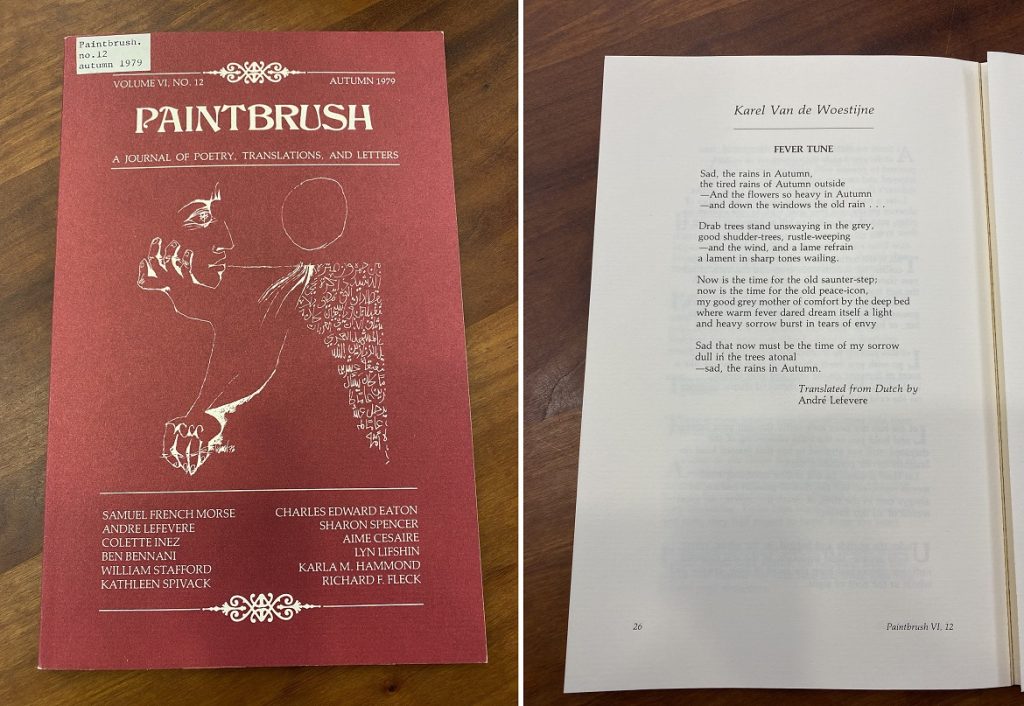 Paintbrush.
no.12
autumn 1979
VOLUME VI, NO. 12 AUTUMN 1979
PAINTBRUSH
A JOURNAL OF POETRY, TRANSLATIONS, AND LETTERS
SAMUEL FRENCH MORSE
ANDRE LEFEVERE
COLETTE INEZ
BEN BENNANI
WILLIAM STAFFORD
KATHLEEN SPIVACK
CHARLES EDWARD EATON
SHARON SPENCER
AIME CESAIRE
LYN LIFSHIN
KARLA M. HAMMOND
RICHARD F. FLECK
Karel Van de Woestijne
FEVER TUNE
Sad, the rains in Autumn,
the tired rains of Autumn outside
—And the flowers so heavy in Autumn
—and down the windows the old rain . . .
Drab trees stand unswaying in the grey,
good shudder-trees, rustle-weeping
—and the wind, and a lame refrain
a lament in sharp tones wailing.
Now is the time for the old saunter-step;
now is the time for the old peace-icon,
my good grey mother of comfort by the deep bed
where warm fever dared dream itself a light
and heavy sorrow burst in tears of envy
Sad that now must be the time of my sorrow
dull in the trees atonal
—sad, the rains in Autumn.
Translated from Dutch by
André Lefevere
26 Paintbrush VI, 12